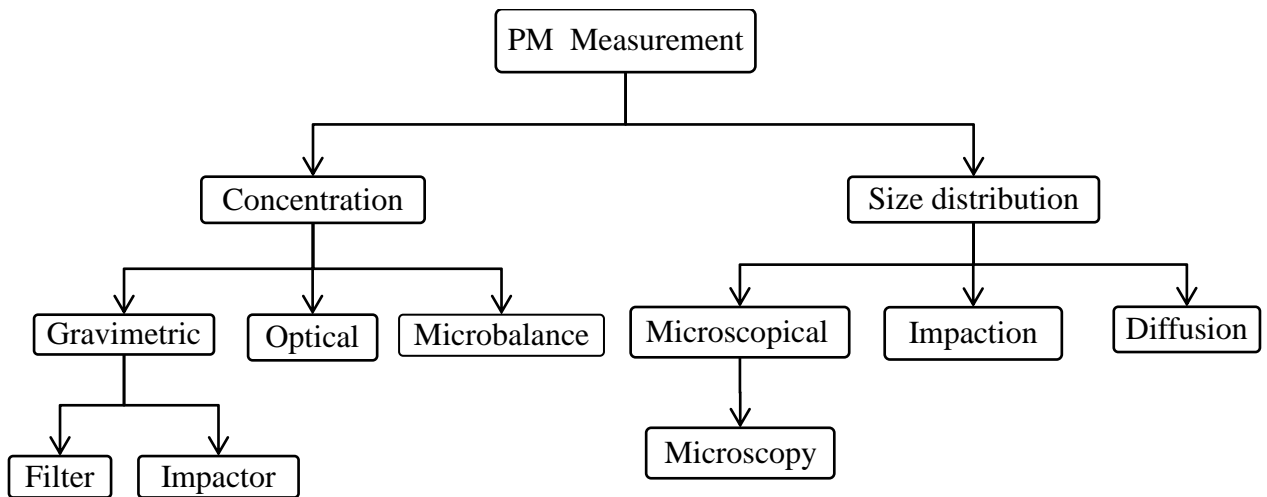 PM Measurement
Concentration
Size distribution
Gravimetric
Optical
Microbalance
Microscopical
Impaction
Diffusion
Filter
Impactor
Microscopy